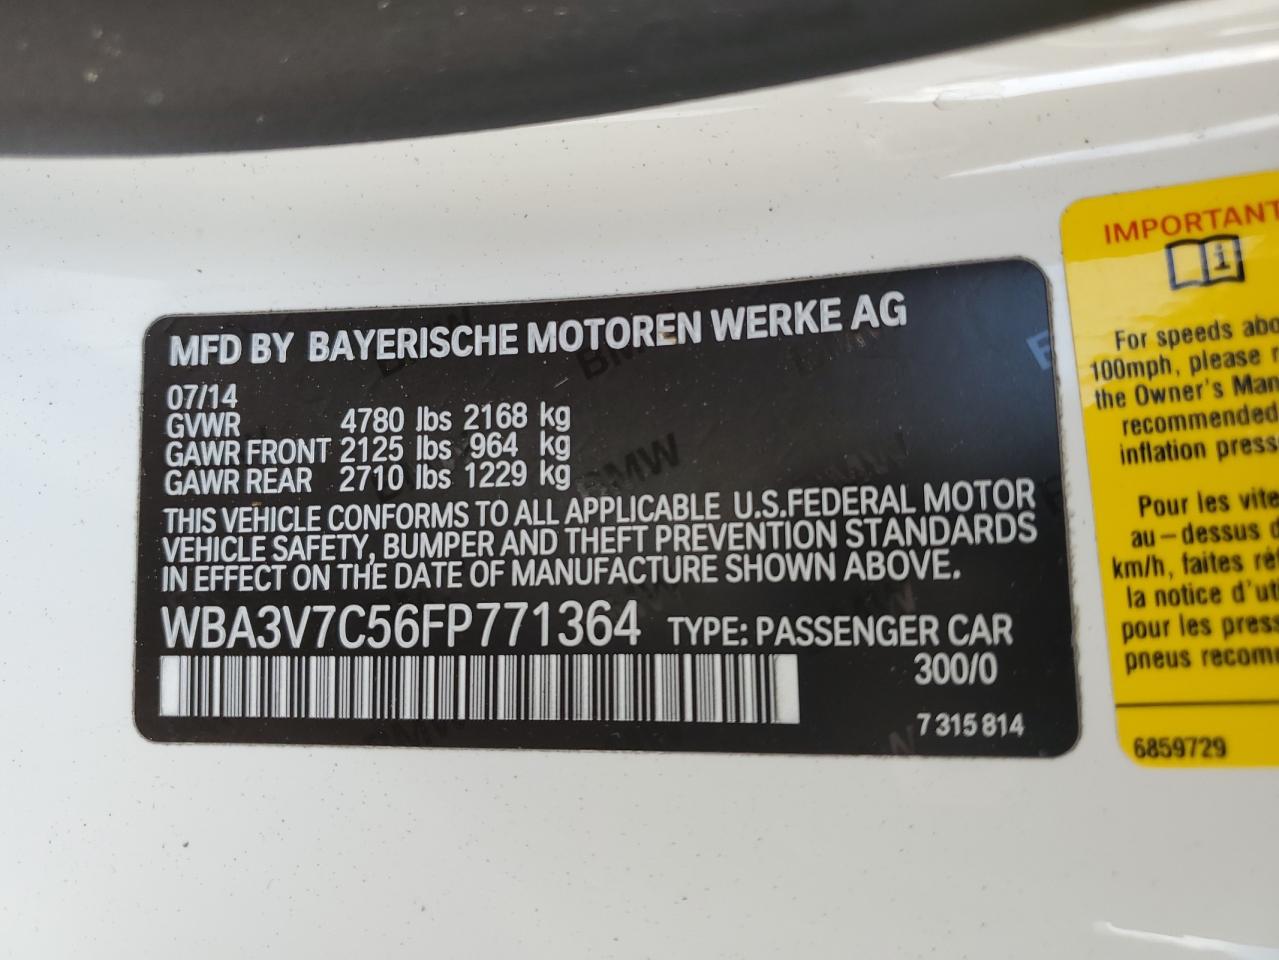 MFD BY BAYERISCHE MOTOREN WERKE AG
07/14
GVWR 4780 lbs 2168 kg
GAWR FRONT 2125 lbs 964 kg
GAWR REAR 2710 lbs 1229 kg
THIS VEHICLE CONFORMS TO ALL APPLICABLE U.S.FEDERAL MOTOR
VEHICLE SAFETY, BUMPER AND THEFT PREVENTION STANDARDS
IN EFFECT ON THE DATE OF MANUFACTURE SHOWN ABOVE.
WBA3V7C56FP771364 TYPE: PASSENGER CAR
300/0
7 315 814
IMPORTANT
i
For speeds
100mph, please
the Owner's
recommended
inflation
Pour les
au-dessus
km/h, faites
la notice
pour les
pneus
6859729